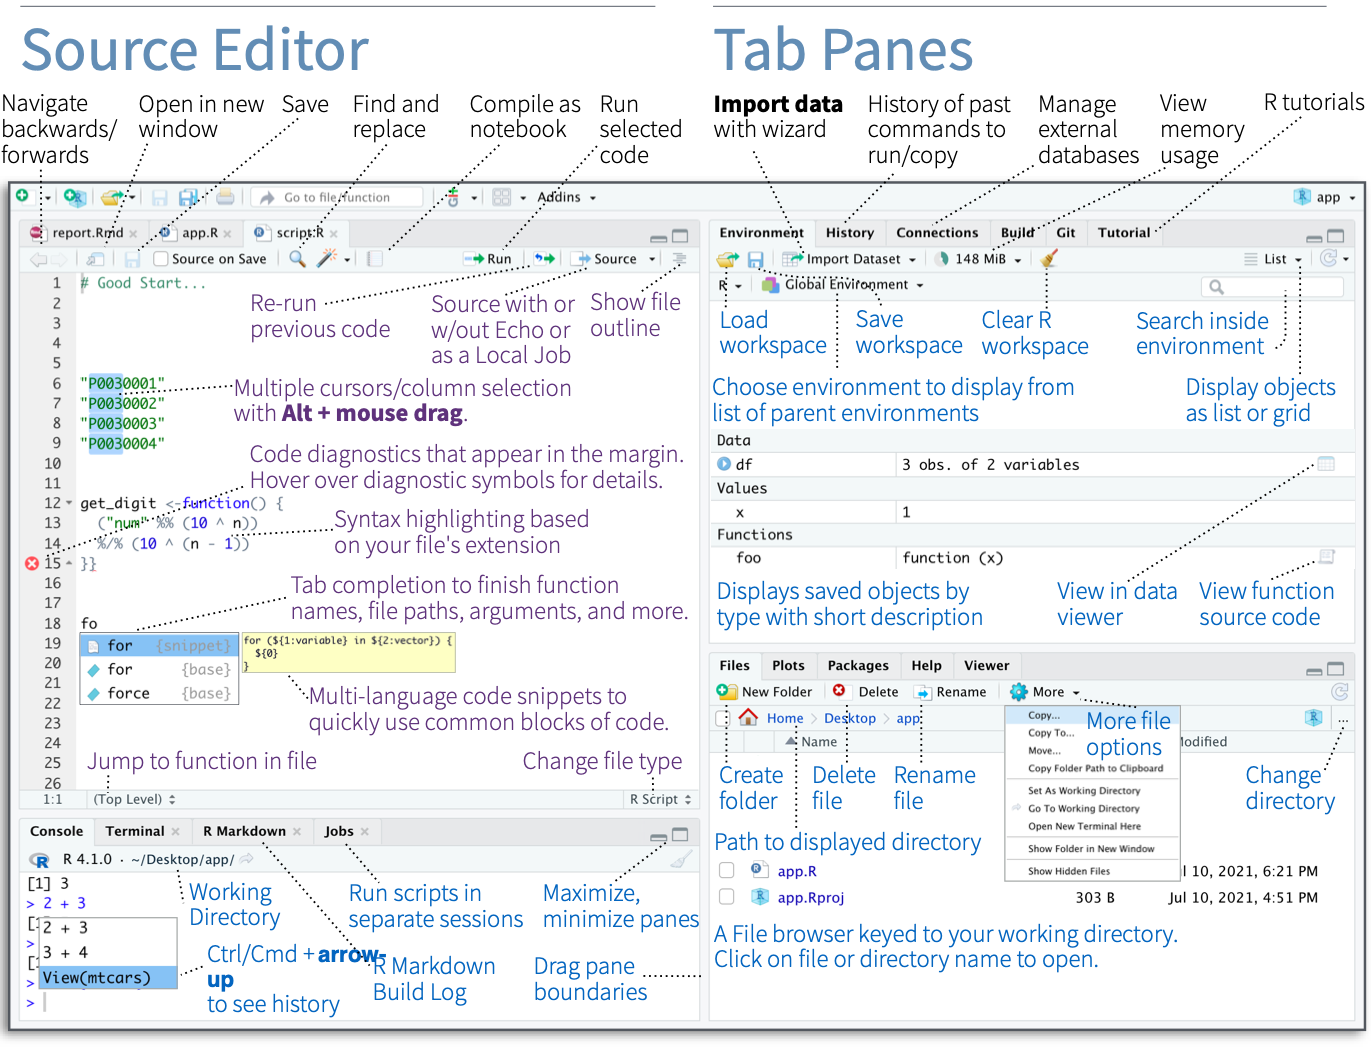 Source Editor
Tab Panes
Navigate
backwards/
forwards
Open in new
window
Save
Find and
replace
Compile as
notebook
Run
selected
code
Import data
with wizard
History of past
commands to
run/copy
Manage
external
databases
View
memory
usage
R tutorials
Go to file/function
Addins
app
report.Rmd
app.R
script.R
Source on Save
Run
Source
1 # Good Start...
2
3
4
5
6 "P0030001"
7 "P0030002"
8 "P0030003"
9 "P0030004"
10
11
12 get_digit <-function() {
13 ("num" %% (10 ^ n))
14 %/% (10 ^ (n - 1))
15 }}
16
17
18 fo
19
20
21
22
23
24
25
26
Re-run
previous code
Source with or
w/out Echo or
as a Local Job
Show file
outline
Multiple cursors/column selection
with Alt + mouse drag.
Code diagnostics that appear in the margin.
Hover over diagnostic symbols for details.
Syntax highlighting based
on your file's extension
Tab completion to finish function
names, file paths, arguments, and more.
for {snippet}
for {base}
force {base}
for (${1:variable} in ${2:vector}) {
${0}
}
Multi-language code snippets to
quickly use common blocks of code.
Jump to function in file
Change file type
1:1 (Top Level)
R Script
Console
Terminal
R Markdown
Jobs
R 4.1.0 · ~/Desktop/app/
[1] 3
> 2 + 3
[1
>
[1
>
>
2 + 3
3 + 4
View(mtcars)
Working
Directory
Ctrl/Cmd + arrow-
up
to see history
Run scripts in
separate sessions
R Markdown
Build Log
Maximize,
minimize panes
Drag pane
boundaries
Environment
History
Connections
Build
Git
Tutorial
Import Dataset
148 MiB
List
R
Global Environment
Load
workspace
Save
workspace
Clear R
workspace
Search inside
environment
Choose environment to display from
list of parent environments
Display objects
as list or grid
Data
df 3 obs. of 2 variables
Values
x 1
Functions
foo function (x)
Displays saved objects by
type with short description
View in data
viewer
View function
source code
Files
Plots
Packages
Help
Viewer
New Folder
Delete
Rename
More
Home
Desktop
app
...
Name
Modified
Copy...
Copy To...
Move...
Copy Folder Path to Clipboard
Set As Working Directory
Go To Working Directory
Open New Terminal Here
Show Folder in New Window
Show Hidden Files
More file
options
Create
folder
Delete
file
Rename
file
Change
directory
Path to displayed directory
app.R
l 10, 2021, 6:21 PM
app.Rproj
303 B
Jul 10, 2021, 4:51 PM
A File browser keyed to your working directory.
Click on file or directory name to open.